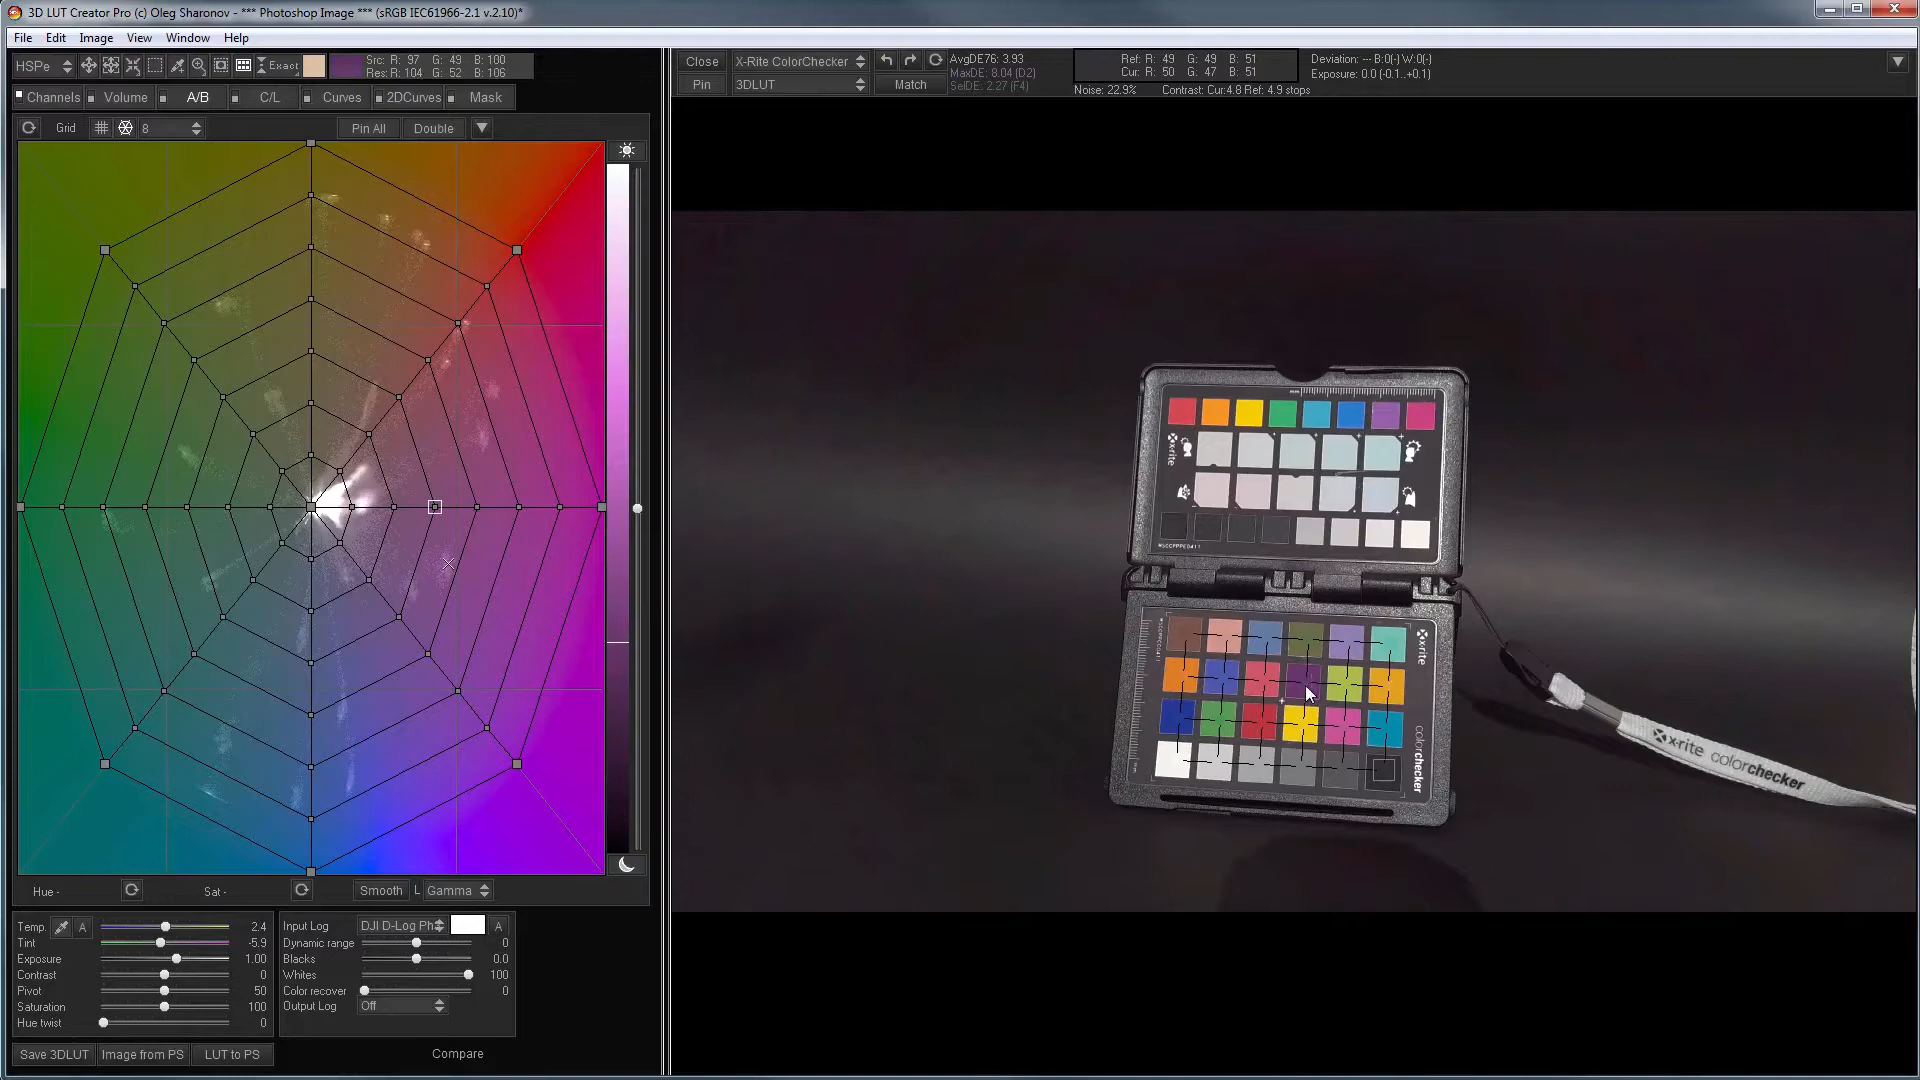 3D LUT Creator Pro (c) Oleg Sharonov - *** Photoshop Image *** (sRGB IEC61966-2.1 v.2.10)*
File Edit Image View Window Help
HSPe Exact Src: R: 97 G: 49 B: 100
Res: R: 104 G: 52 B: 106
Channels Volume A/B C/L Curves 2DCurves Mask
Grid 8 Pin All Double
Hue - Sat - Smooth L Gamma
Temp. A 2.4
Tint -5.9
Exposure 1.00
Contrast 0
Pivot 50
Saturation 100
Hue twist 0
Input Log DJI D-Log Ph A
Dynamic range 0
Blacks 0.0
Whites 100
Color recover 0
Output Log Off
Save 3DLUT Image from PS LUT to PS Compare
Close X-Rite ColorChecker AvgDE76: 3.93
MaxDE: 8.04 (D2)
Pin 3DLUT Match SelDE: 2.27 (F4)
Ref: R: 49 G: 49 B: 51
Cur: R: 50 G: 47 B: 51
Noise: 22.9% Contrast: Cur:4.8 Ref: 4.9 stops
Deviation: --- B:0(-) W:0(-)
Exposure: 0.0 (-0.1..+0.1)
x-rite
x-rite
colorchecker
x-rite colorchecker